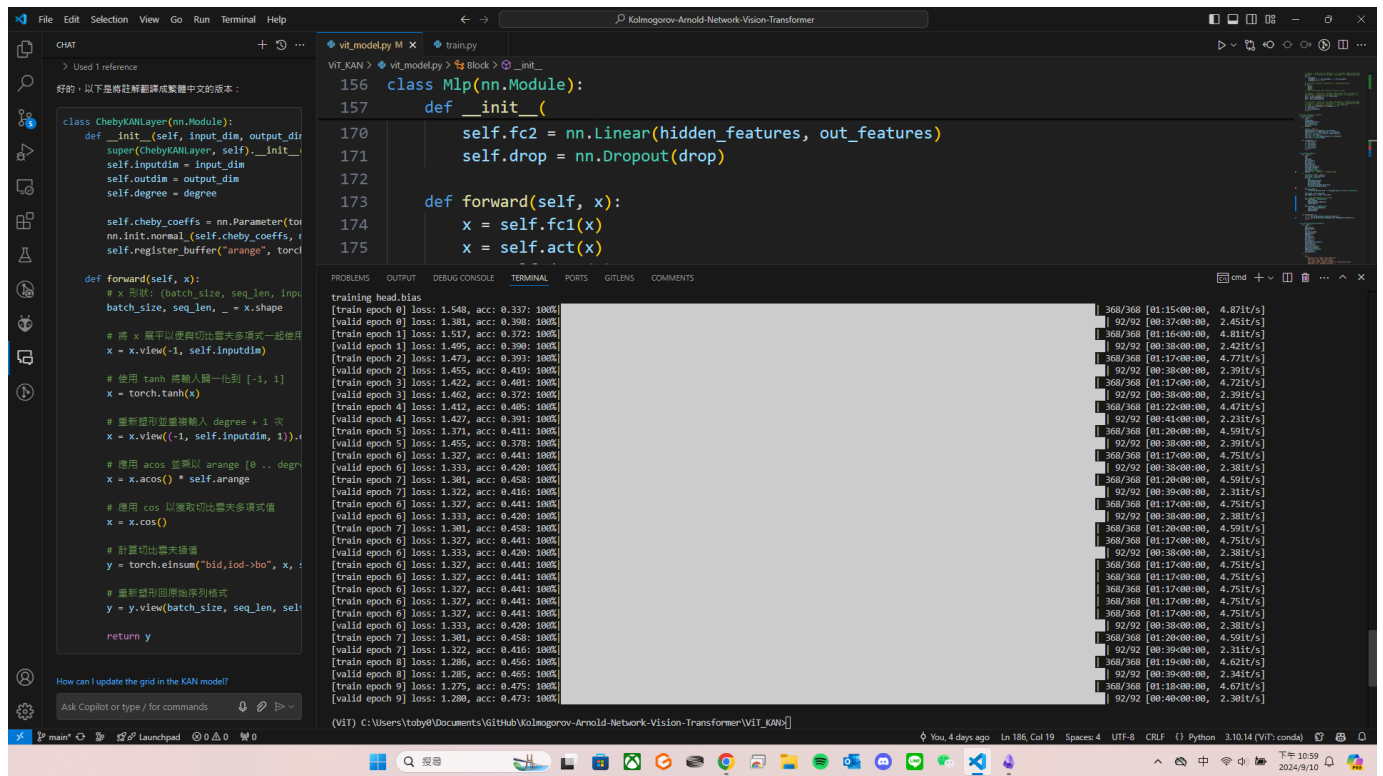 File Edit Selection View Go Run Terminal Help
Kolmogorov-Arnold-Network-Vision-Transformer
CHAT
Used 1 reference
好的，以下是將註解翻譯成繁體中文的版本：
class ChebyKANLayer(nn.Module):
def __init__(self, input_dim, output_dim
super(ChebyKANLayer, self).__init__(
self.inputdim = input_dim
self.outdim = output_dim
self.degree = degree
self.cheby_coeffs = nn.Parameter(tor
nn.init.normal_(self.cheby_coeffs, m
self.register_buffer("arange", torch
def forward(self, x):
# x 形狀: (batch_size, seq_len, inpu
batch_size, seq_len, _ = x.shape
# 將 x 展平以便與切比雪夫多項式一起使用
x = x.view(-1, self.inputdim)
# 使用 tanh 將輸入歸一化到 [-1, 1]
x = torch.tanh(x)
# 重新塑形並重複輸入 degree + 1 次
x = x.view((-1, self.inputdim, 1)).e
# 應用 acos 並乘以 arange [0 .. degre
x = x.acos() * self.arange
# 應用 cos 以獲取切比雪夫多項式值
x = x.cos()
# 計算切比雪夫插值
y = torch.einsum("bid,iod->bo", x, s
# 重新塑形回原始序列格式
y = y.view(batch_size, seq_len, self
return y
How can I update the grid in the KAN model?
Ask Copilot or type / for commands
vit_model.py M train.py
ViT_KAN > vit_model.py > Block > __init__
156 class Mlp(nn.Module):
157 def __init__(
170 self.fc2 = nn.Linear(hidden_features, out_features)
171 self.drop = nn.Dropout(drop)
172
173 def forward(self, x):
174 x = self.fc1(x)
175 x = self.act(x)
PROBLEMS OUTPUT DEBUG CONSOLE TERMINAL PORTS GITLENS COMMENTS
cmd
training head.bias
[train epoch 0] loss: 1.548, acc: 0.337: 100%| | 368/368 [01:15<00:00, 4.87it/s]
[valid epoch 0] loss: 1.381, acc: 0.398: 100%| | 92/92 [00:37<00:00, 2.45it/s]
[train epoch 1] loss: 1.517, acc: 0.372: 100%| | 368/368 [01:16<00:00, 4.81it/s]
[valid epoch 1] loss: 1.495, acc: 0.390: 100%| | 92/92 [00:38<00:00, 2.42it/s]
[train epoch 2] loss: 1.473, acc: 0.393: 100%| | 368/368 [01:17<00:00, 4.77it/s]
[valid epoch 2] loss: 1.455, acc: 0.419: 100%| | 92/92 [00:38<00:00, 2.39it/s]
[train epoch 3] loss: 1.422, acc: 0.401: 100%| | 368/368 [01:17<00:00, 4.72it/s]
[valid epoch 3] loss: 1.462, acc: 0.372: 100%| | 92/92 [00:38<00:00, 2.39it/s]
[train epoch 4] loss: 1.412, acc: 0.405: 100%| | 368/368 [01:22<00:00, 4.47it/s]
[valid epoch 4] loss: 1.427, acc: 0.391: 100%| | 92/92 [00:41<00:00, 2.23it/s]
[train epoch 5] loss: 1.371, acc: 0.411: 100%| | 368/368 [01:20<00:00, 4.59it/s]
[valid epoch 5] loss: 1.455, acc: 0.378: 100%| | 92/92 [00:38<00:00, 2.39it/s]
[train epoch 6] loss: 1.327, acc: 0.441: 100%| | 368/368 [01:17<00:00, 4.75it/s]
[valid epoch 6] loss: 1.333, acc: 0.420: 100%| | 92/92 [00:38<00:00, 2.38it/s]
[train epoch 7] loss: 1.301, acc: 0.458: 100%| | 368/368 [01:20<00:00, 4.59it/s]
[valid epoch 7] loss: 1.322, acc: 0.416: 100%| | 92/92 [00:39<00:00, 2.31it/s]
[train epoch 6] loss: 1.327, acc: 0.441: 100%| | 368/368 [01:17<00:00, 4.75it/s]
[valid epoch 6] loss: 1.333, acc: 0.420: 100%| | 92/92 [00:38<00:00, 2.38it/s]
[train epoch 7] loss: 1.301, acc: 0.458: 100%| | 368/368 [01:20<00:00, 4.59it/s]
[train epoch 6] loss: 1.327, acc: 0.441: 100%| | 368/368 [01:17<00:00, 4.75it/s]
[valid epoch 6] loss: 1.333, acc: 0.420: 100%| | 92/92 [00:38<00:00, 2.38it/s]
[train epoch 6] loss: 1.327, acc: 0.441: 100%| | 368/368 [01:17<00:00, 4.75it/s]
[train epoch 6] loss: 1.327, acc: 0.441: 100%| | 368/368 [01:17<00:00, 4.75it/s]
[train epoch 6] loss: 1.327, acc: 0.441: 100%| | 368/368 [01:17<00:00, 4.75it/s]
[train epoch 6] loss: 1.327, acc: 0.441: 100%| | 368/368 [01:17<00:00, 4.75it/s]
[train epoch 6] loss: 1.327, acc: 0.441: 100%| | 368/368 [01:17<00:00, 4.75it/s]
[valid epoch 6] loss: 1.333, acc: 0.420: 100%| | 92/92 [00:38<00:00, 2.38it/s]
[train epoch 7] loss: 1.301, acc: 0.458: 100%| | 368/368 [01:20<00:00, 4.59it/s]
[valid epoch 7] loss: 1.322, acc: 0.416: 100%| | 92/92 [00:39<00:00, 2.31it/s]
[train epoch 8] loss: 1.286, acc: 0.456: 100%| | 368/368 [01:19<00:00, 4.62it/s]
[valid epoch 8] loss: 1.285, acc: 0.465: 100%| | 92/92 [00:39<00:00, 2.34it/s]
[train epoch 9] loss: 1.275, acc: 0.475: 100%| | 368/368 [01:18<00:00, 4.67it/s]
[valid epoch 9] loss: 1.280, acc: 0.473: 100%| | 92/92 [00:40<00:00, 2.30it/s]
(ViT) C:\Users\toby0\Documents\GitHub\Kolmogorov-Arnold-Network-Vision-Transformer\ViT_KAN>
main* Launchpad 0 0 0 You, 4 days ago Ln 186, Col 19 Spaces: 4 UTF-8 CRLF {} Python 3.10.14 ('ViT': conda)
搜尋
中
下午 10:59
2024/9/10